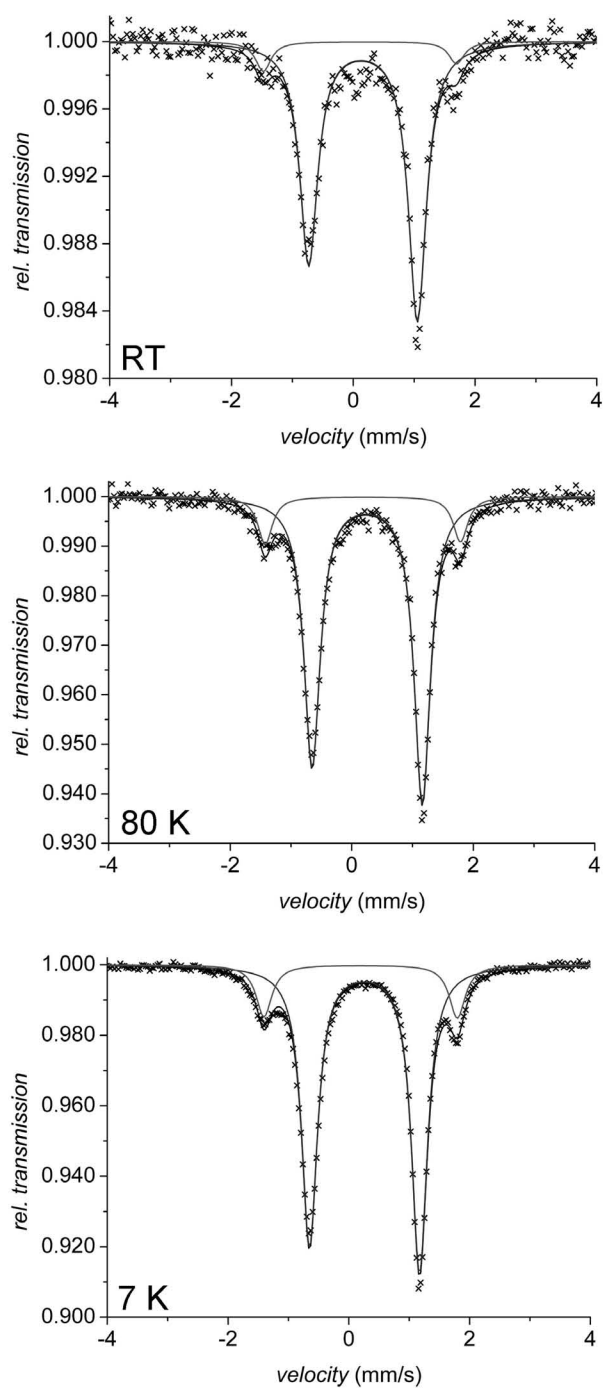 1.000
0.996
0.992
0.988
0.984
0.980
rel. transmission
RT
-4 -2 0 2 4
velocity (mm/s)
1.000
0.990
0.980
0.970
0.960
0.950
0.940
0.930
rel. transmission
80 K
-4 -2 0 2 4
velocity (mm/s)
1.000
0.980
0.960
0.940
0.920
0.900
rel. transmission
7 K
-4 -2 0 2 4
velocity (mm/s)